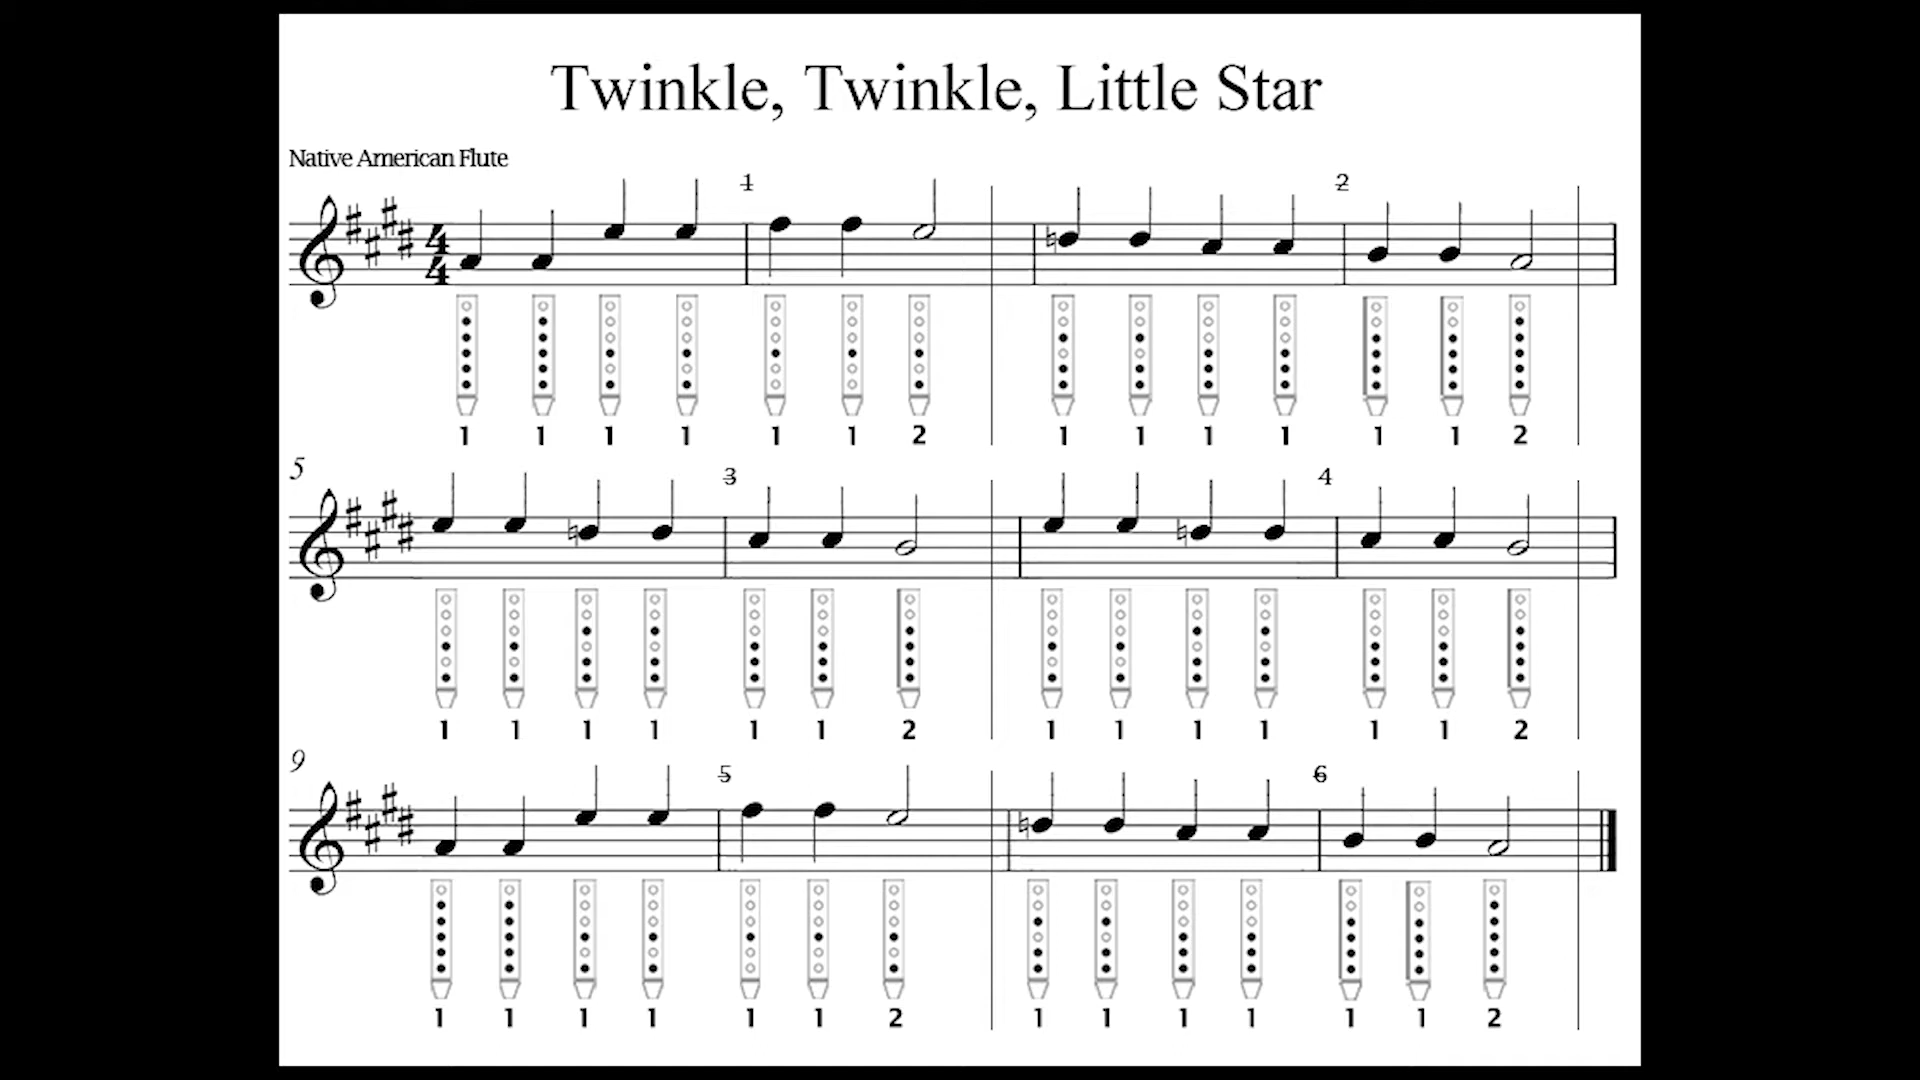 Twinkle, Twinkle, Little Star
Native American Flute
1 2
4
4
1 1 1 1 1 1 2 1 1 1 1 1 1 2
5 3 4
1 1 1 1 1 1 2 1 1 1 1 1 1 2
9 5 6
1 1 1 1 1 1 2 1 1 1 1 1 1 2